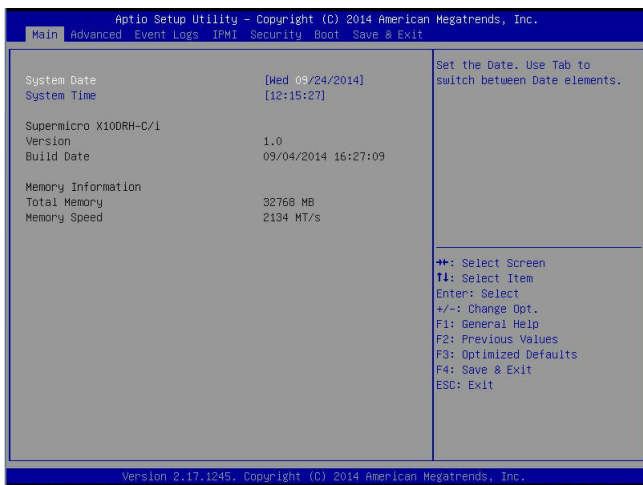 Aptio Setup Utility – Copyright (C) 2014 American Megatrends, Inc.
Main Advanced Event Logs IPMI Security Boot Save & Exit
System Date [Wed 09/24/2014]
System Time [12:15:27]
Supermicro X10DRH-C/i
Version 1.0
Build Date 09/04/2014 16:27:09
Memory Information
Total Memory 32768 MB
Memory Speed 2134 MT/s
Set the Date. Use Tab to
switch between Date elements.
→←: Select Screen
↑↓: Select Item
Enter: Select
+/-: Change Opt.
F1: General Help
F2: Previous Values
F3: Optimized Defaults
F4: Save & Exit
ESC: Exit
Version 2.17.1245. Copyright (C) 2014 American Megatrends, Inc.